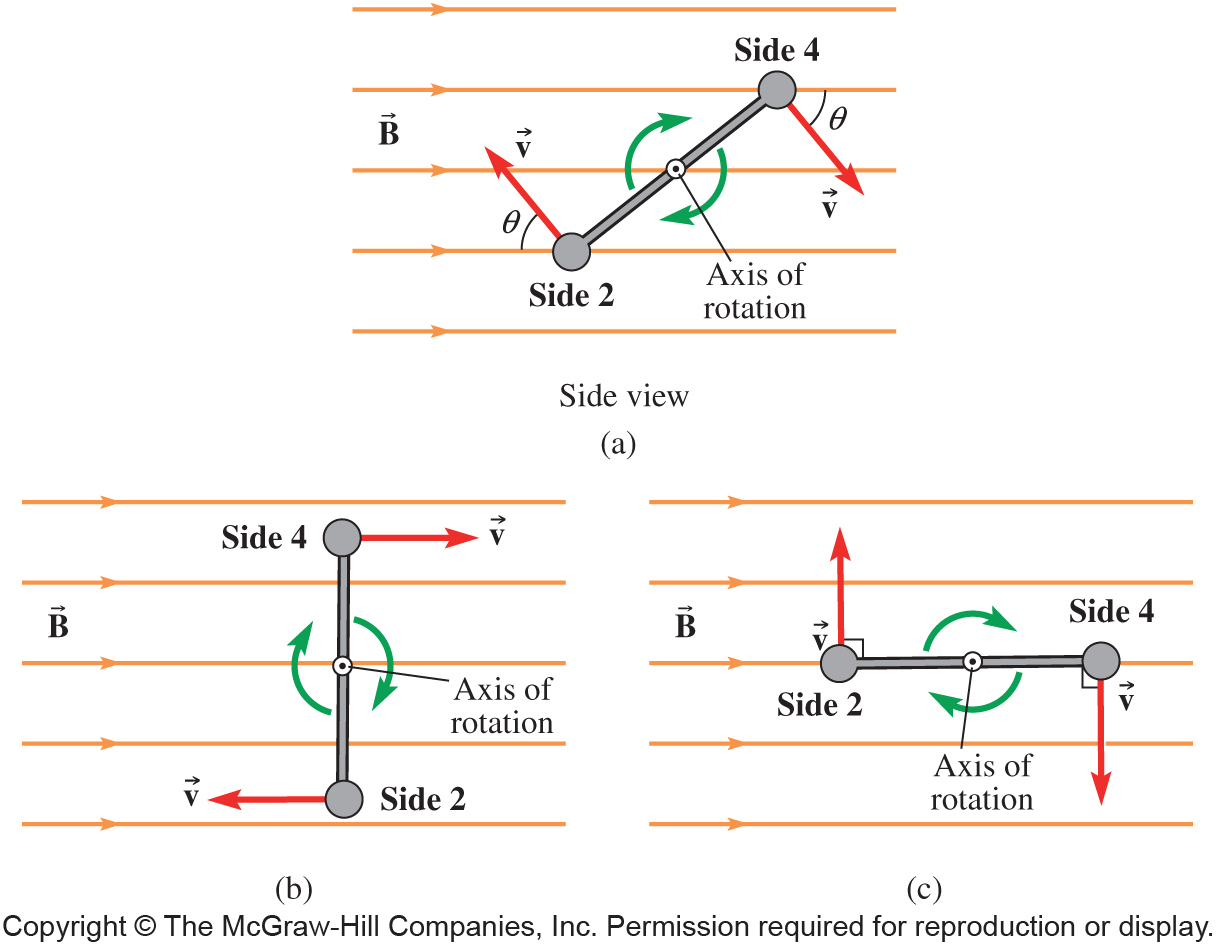 Side 4
B⃗
v⃗
θ
θ
v⃗
Side 2
Axis of
rotation
Side view
(a)
Side 4
v⃗
B⃗
Axis of
rotation
v⃗
Side 2
(b)
B⃗
Side 4
v⃗
Side 2
v⃗
Axis of
rotation
(c)
Copyright © The McGraw-Hill Companies, Inc. Permission required for reproduction or display.